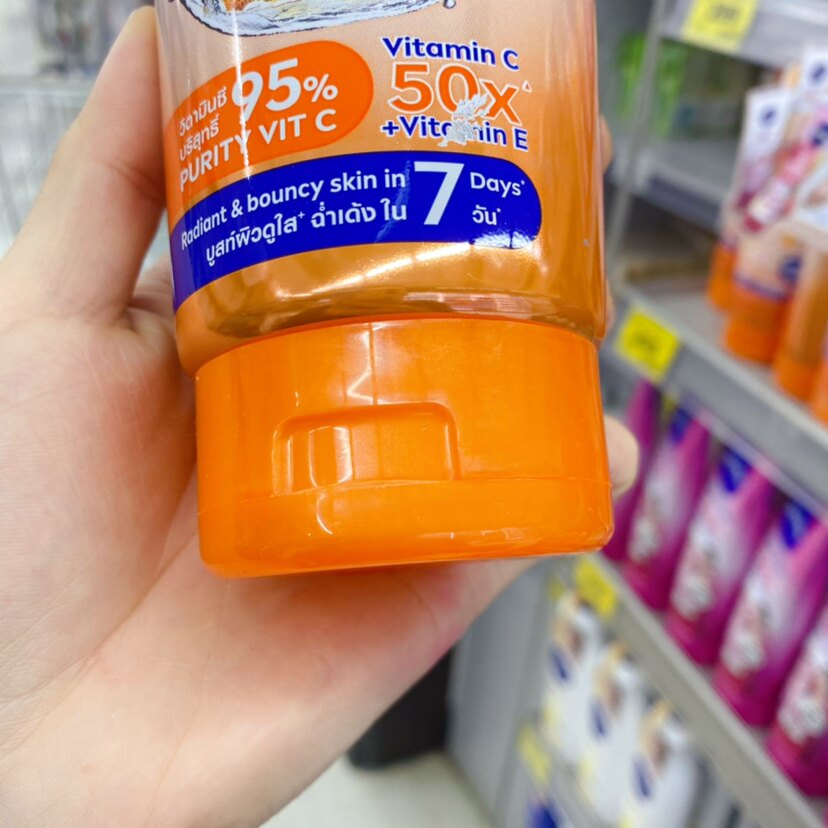 วิตามินซี
บริสุทธิ์ 95%
PURITY VIT C
Vitamin C
50x
+Vitamin E
Radiant & bouncy skin in 7 Days*
บูสท์ผิวดูใส⁺ ฉ่ำเด้ง ใน 7 วัน*